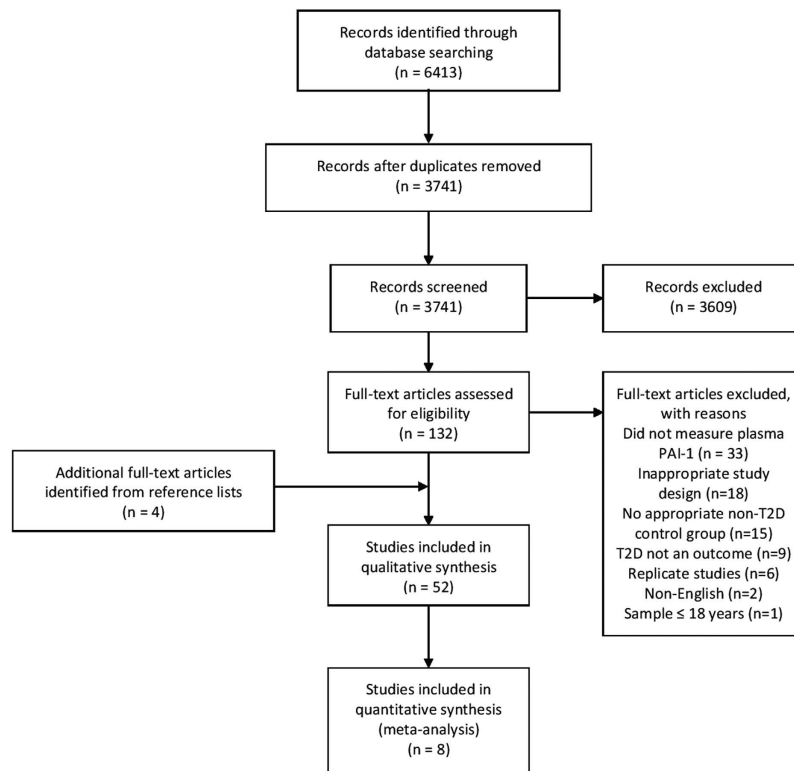 Records identified through
database searching
(n = 6413)
Records after duplicates removed
(n = 3741)
Records screened
(n = 3741)
Records excluded
(n = 3609)
Full-text articles assessed
for eligibility
(n = 132)
Full-text articles excluded,
with reasons
Did not measure plasma
PAI-1 (n = 33)
Inappropriate study
design (n=18)
No appropriate non-T2D
control group (n=15)
T2D not an outcome (n=9)
Replicate studies (n=6)
Non-English (n=2)
Sample ≤ 18 years (n=1)
Additional full-text articles
identified from reference lists
(n = 4)
Studies included in
qualitative synthesis
(n = 52)
Studies included in
quantitative synthesis
(meta-analysis)
(n = 8)